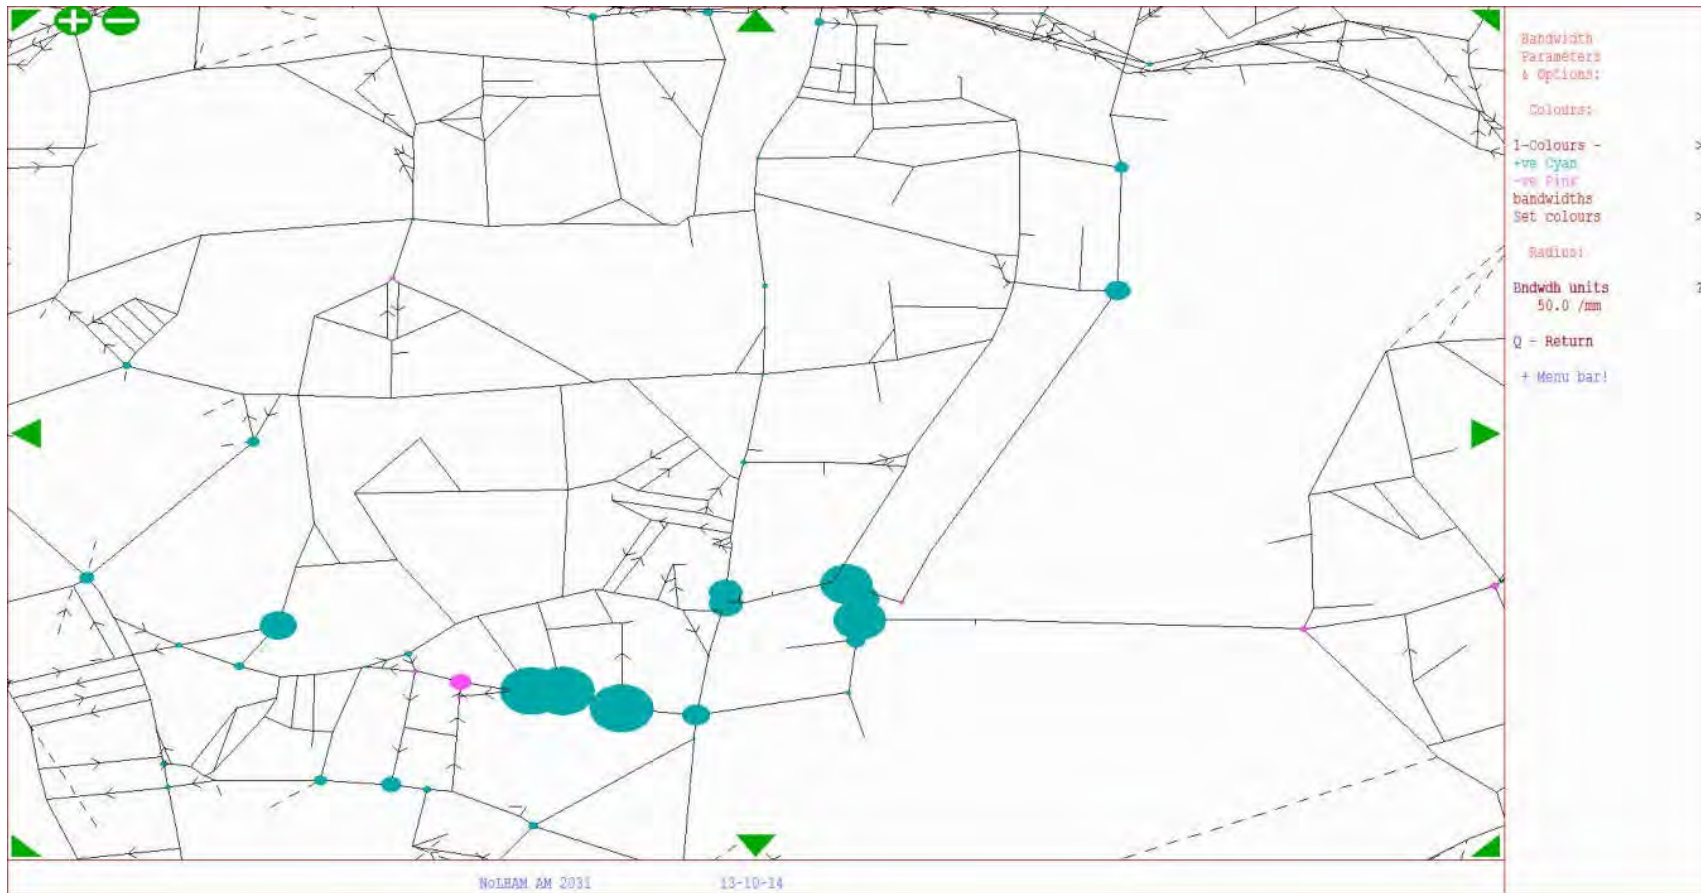 Bandwidth
Parameters
& Options:
Colours:
1-Colours - >
+ve Cyan
-ve Pink
bandwidths
Set colours >
Radius:
Bndwdh units ?
50.0 /mm
Q - Return
+ Menu bar!
NoLHAM AM 2031 13-10-14